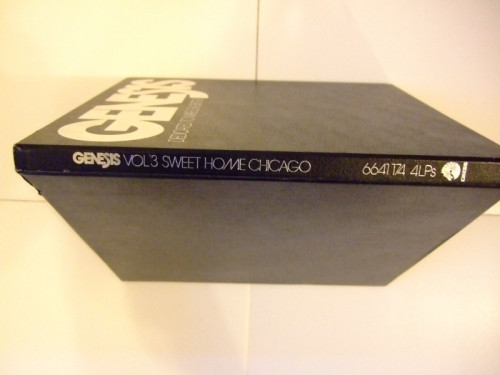 GENESIS
GENESIS VOL. 3 SWEET HOME CHICAGO
6641 174 4LPs